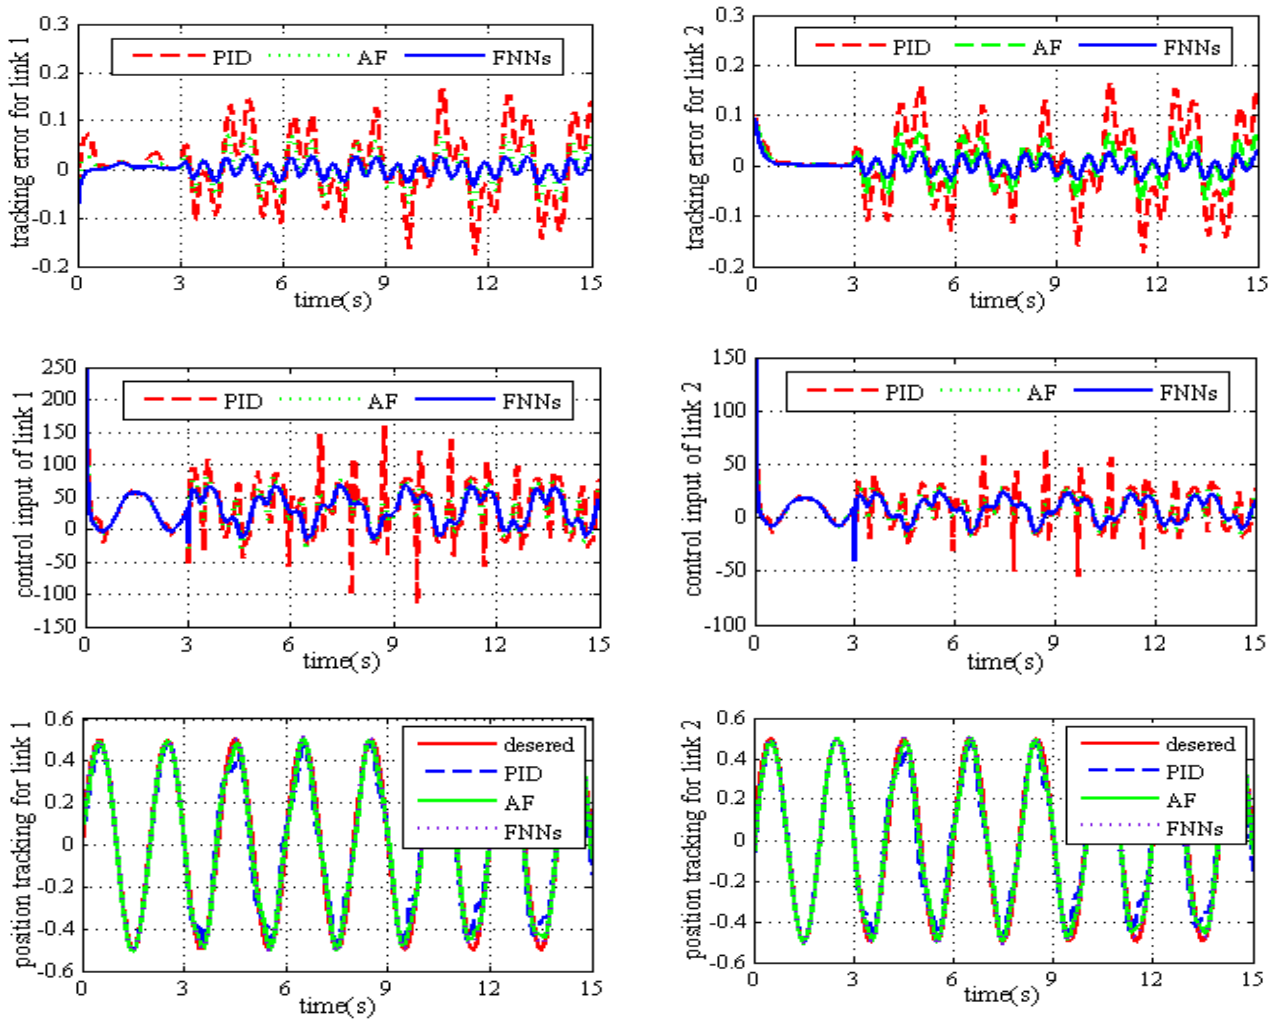 tracking error for link 1
0.3
0.2
0.1
0
-0.1
-0.2
PID AF FNNs
0 3 6 9 12 15
time(s)
tracking error for link 2
0.3
0.2
0.1
0
-0.1
-0.2
PID AF FNNs
0 3 6 9 12 15
time(s)
control input of link 1
250
200
150
100
50
0
-50
-100
-150
PID AF FNNs
0 3 6 9 12 15
time(s)
control input of link 2
150
100
50
0
-50
-100
PID AF FNNs
0 3 6 9 12 15
time(s)
position tracking for link 1
0.6
0.4
0.2
0
-0.2
-0.4
-0.6
desered
PID
AF
FNNs
0 3 6 9 12 15
time(s)
position tracking for link 2
0.6
0.4
0.2
0
-0.2
-0.4
-0.6
desered
PID
AF
FNNs
0 3 6 9 12 15
time(s)